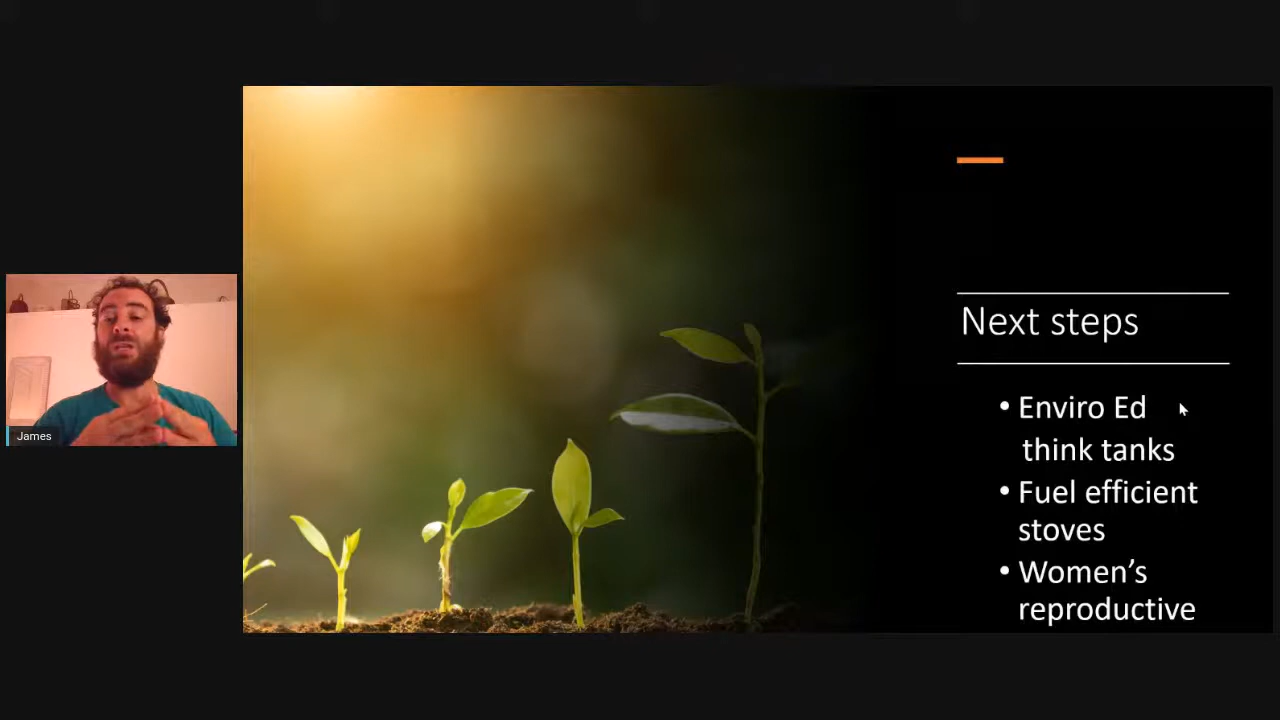 James
Next steps
• Enviro Ed
think tanks
• Fuel efficient
stoves
• Women’s
reproductive